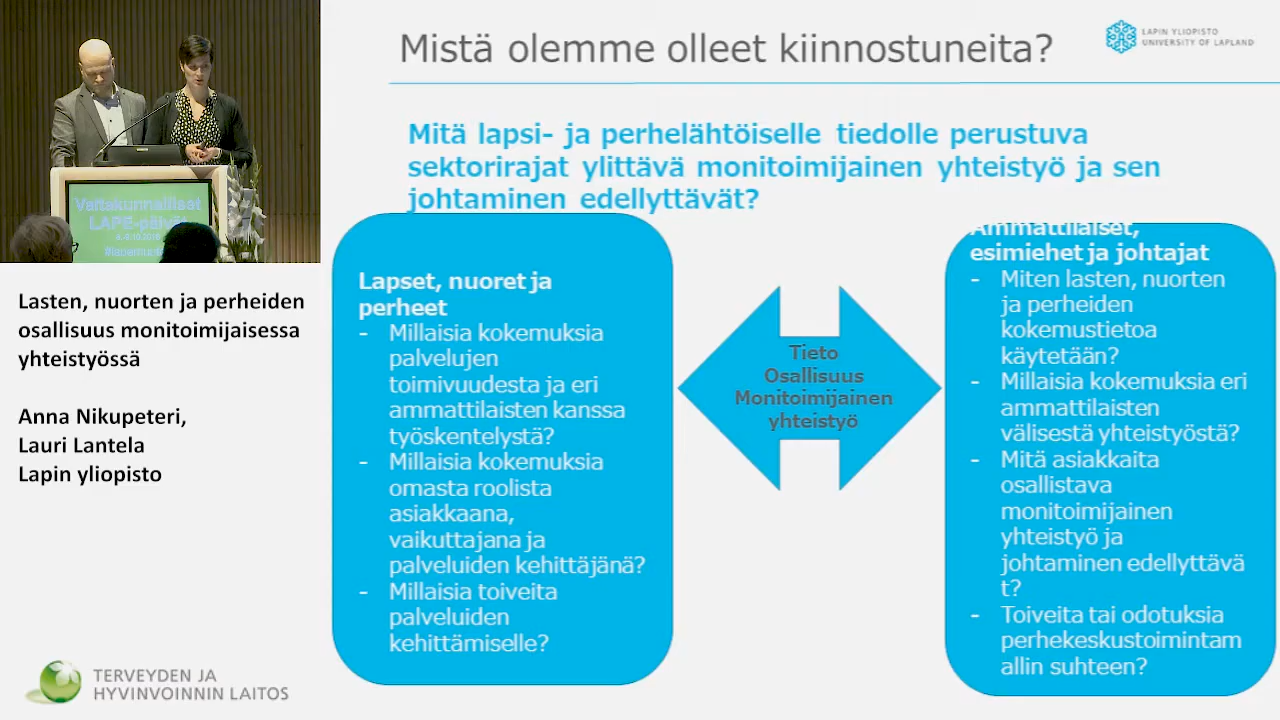 Mistä olemme olleet kiinnostuneita?
LAPIN YLIOPISTO
UNIVERSITY OF LAPLAND
Mitä lapsi- ja perhelähtöiselle tiedolle perustuva
sektorirajat ylittävä monitoimijainen yhteistyö ja sen
johtaminen edellyttävät?
Valtakunnalliset
LAPE-päivät
Lasten, nuorten ja perheiden
osallisuus monitoimijaisessa
yhteistyössä
Anna Nikupeteri,
Lauri Lantela
Lapin yliopisto
TERVEYDEN JA
HYVINVOINNIN LAITOS
Lapset, nuoret ja
perheet
- Millaisia kokemuksia
palvelujen
toimivuudesta ja eri
ammattilaisten kanssa
työskentelystä?
- Millaisia kokemuksia
omasta roolista
asiakkaana,
vaikuttajana ja
palveluiden kehittäjänä?
- Millaisia toiveita
palveluiden
kehittämiselle?
Tieto
Osallisuus
Monitoimijainen
yhteistyö
Ammattilaiset,
esimiehet ja johtajat
- Miten lasten, nuorten
ja perheiden
kokemustietoa
käytetään?
- Millaisia kokemuksia eri
ammattilaisten
välisestä yhteistyöstä?
- Mitä asiakkaita
osallistava
monitoimijainen
yhteistyö ja
johtaminen edellyttävä
t?
- Toiveita tai odotuksia
perhekeskustoimintam
allin suhteen?